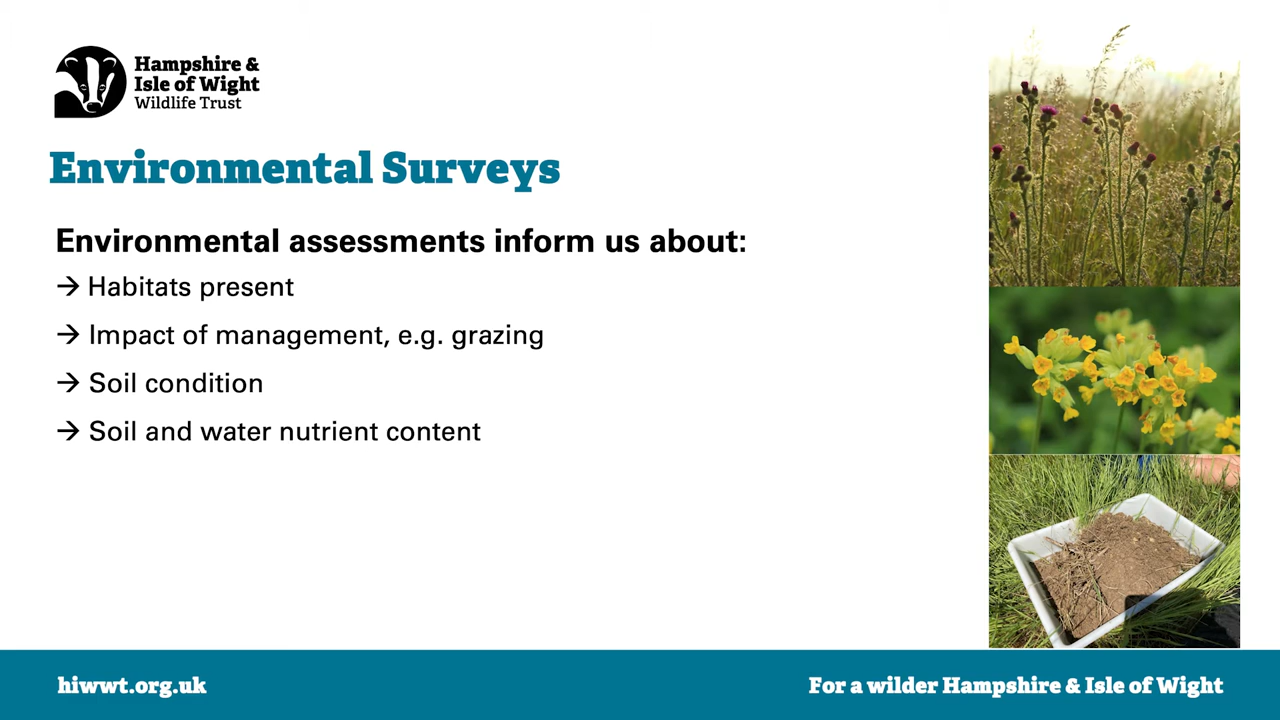 Hampshire &
Isle of Wight
Wildlife Trust
Environmental Surveys
Environmental assessments inform us about:
→ Habitats present
→ Impact of management, e.g. grazing
→ Soil condition
→ Soil and water nutrient content
hiwwt.org.uk
For a wilder Hampshire & Isle of Wight